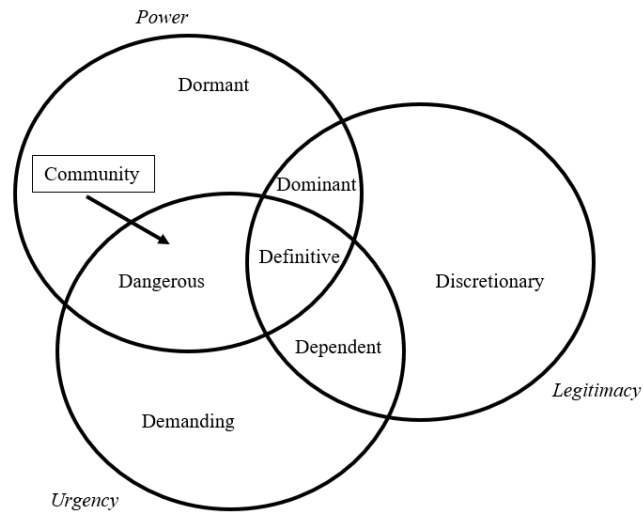 Power
Dormant
Community
Dominant
Definitive
Dangerous
Discretionary
Dependent
Legitimacy
Demanding
Urgency